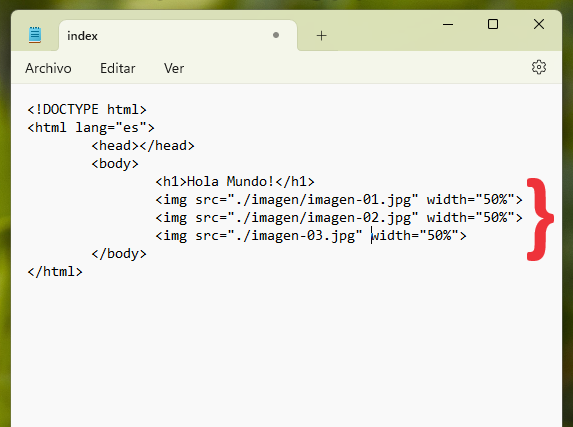 index
Archivo Editar Ver
<!DOCTYPE html>
<html lang="es">
<head></head>
<body>
<h1>Hola Mundo!</h1>
<img src="./imagen/imagen-01.jpg" width="50%">
<img src="./imagen/imagen-02.jpg" width="50%">
<img src="./imagen-03.jpg" width="50%">
</body>
</html>
}